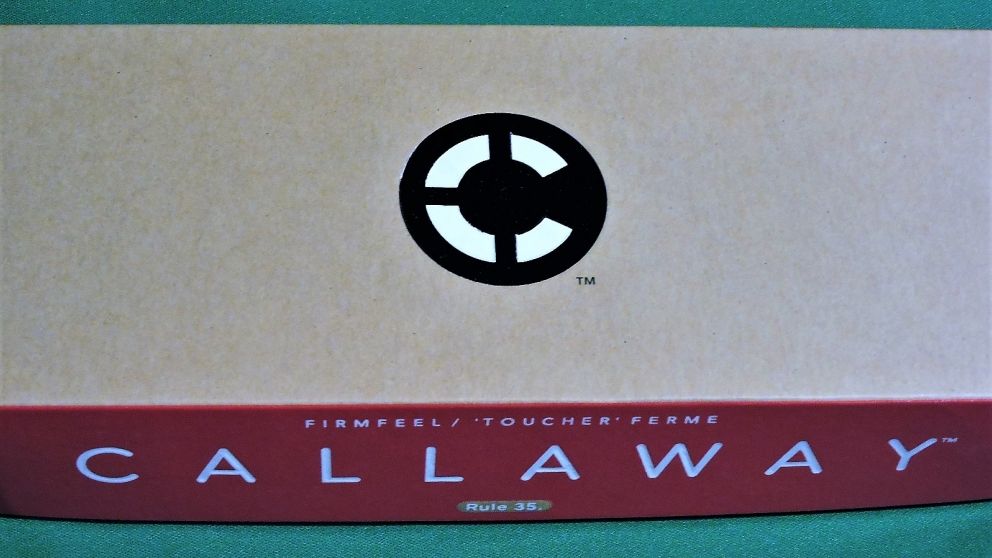 TM
FIRMFEEL / 'TOUCHER' FERME
CALLAWAY™
Rule 35.